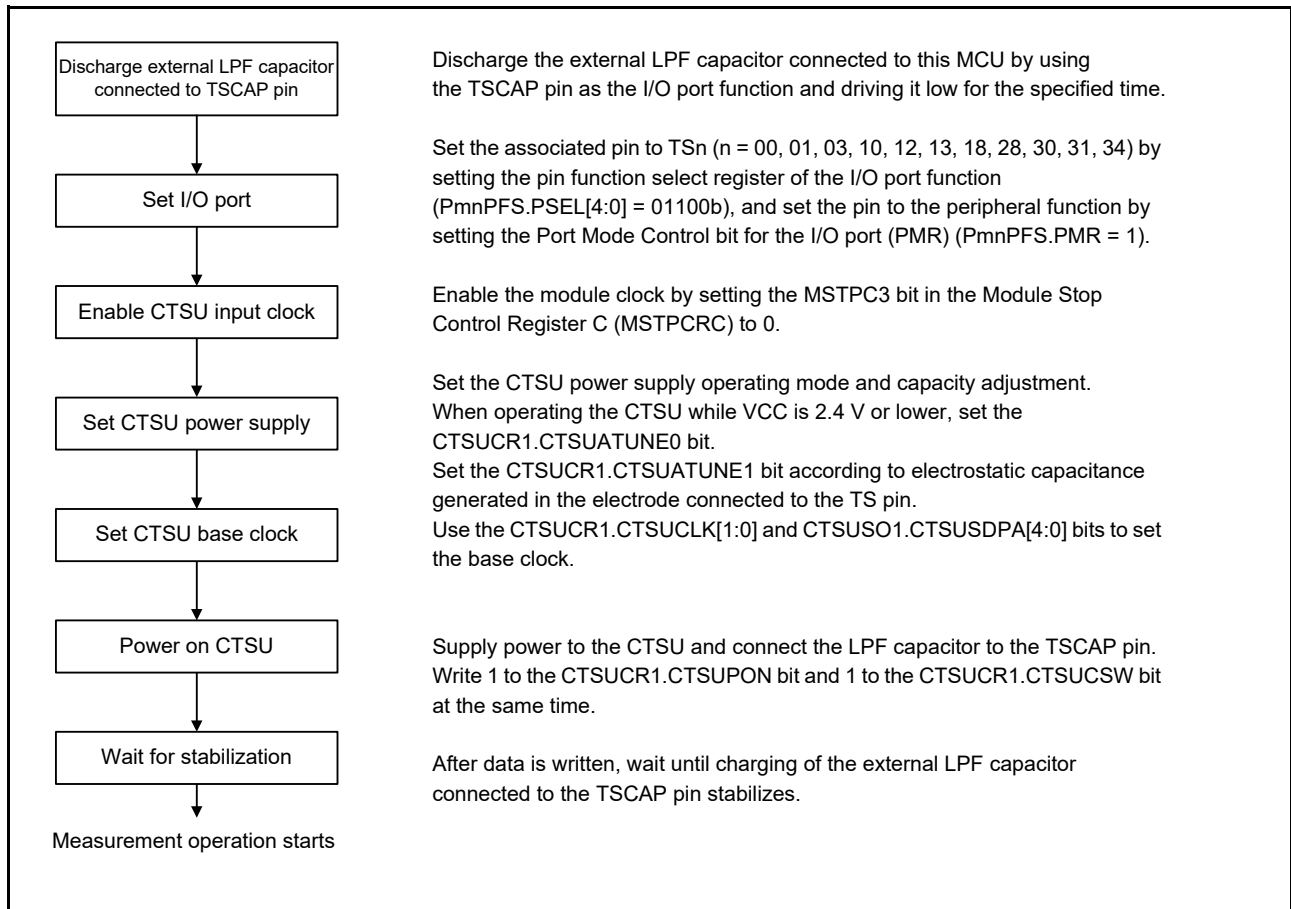 Discharge external LPF capacitor
connected to TSCAP pin
Discharge the external LPF capacitor connected to this MCU by using
the TSCAP pin as the I/O port function and driving it low for the specified time.
Set I/O port
Set the associated pin to TSn (n = 00, 01, 03, 10, 12, 13, 18, 28, 30, 31, 34) by
setting the pin function select register of the I/O port function
(PmnPFS.PSEL[4:0] = 01100b), and set the pin to the peripheral function by
setting the Port Mode Control bit for the I/O port (PMR) (PmnPFS.PMR = 1).
Enable CTSU input clock
Enable the module clock by setting the MSTPC3 bit in the Module Stop
Control Register C (MSTPCRC) to 0.
Set CTSU power supply
Set the CTSU power supply operating mode and capacity adjustment.
When operating the CTSU while VCC is 2.4 V or lower, set the
CTSUCR1.CTSUATUNE0 bit.
Set the CTSUCR1.CTSUATUNE1 bit according to electrostatic capacitance
generated in the electrode connected to the TS pin.
Set CTSU base clock
Use the CTSUCR1.CTSUCLK[1:0] and CTSUSO1.CTSUSDPA[4:0] bits to set
the base clock.
Power on CTSU
Supply power to the CTSU and connect the LPF capacitor to the TSCAP pin.
Write 1 to the CTSUCR1.CTSUPON bit and 1 to the CTSUCR1.CTSUCSW bit
at the same time.
Wait for stabilization
After data is written, wait until charging of the external LPF capacitor
connected to the TSCAP pin stabilizes.
Measurement operation starts